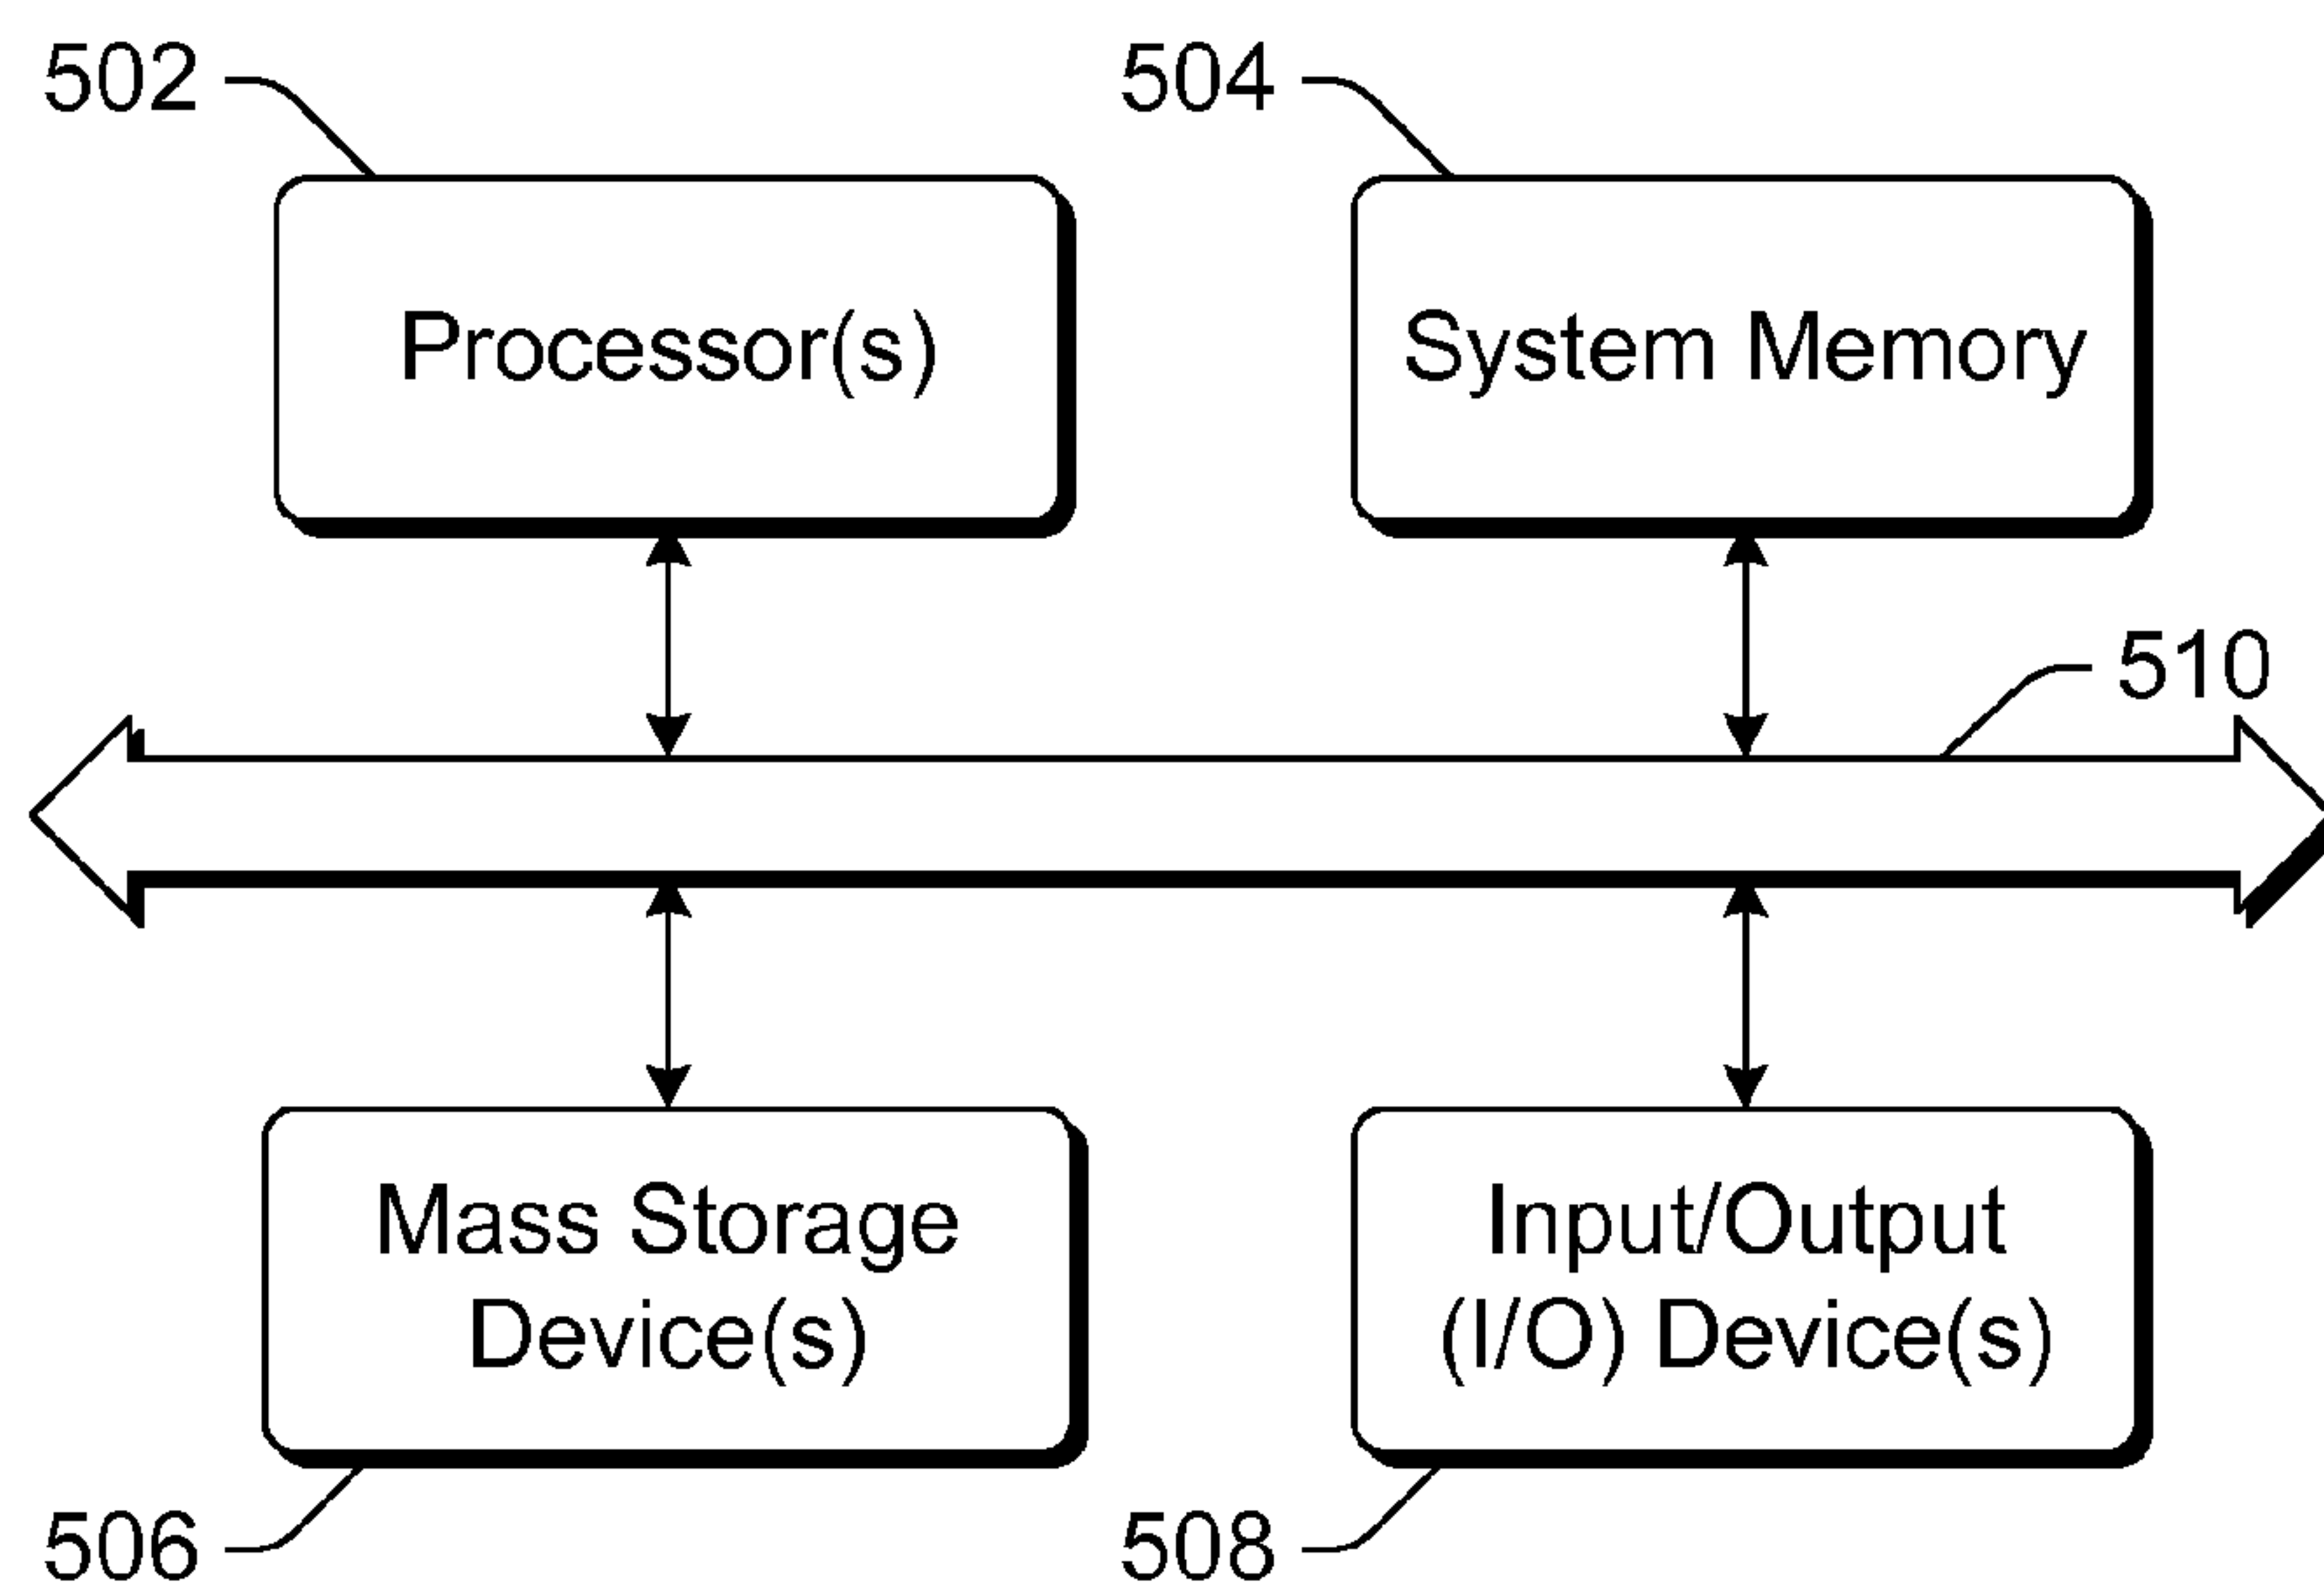 502
504
Processor(s)
System Memory
510
Mass Storage
Device(s)
Input/Output
(I/O) Device(s)
506
508